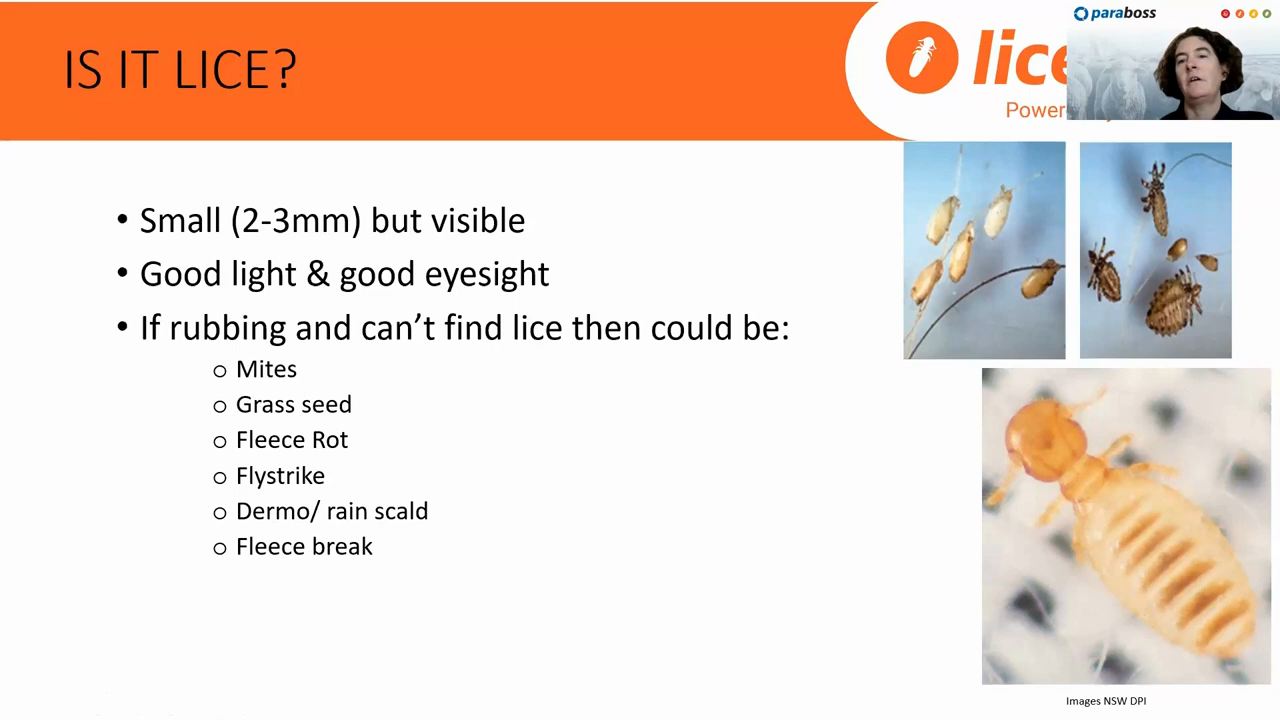 IS IT LICE?
lice
Power
paraboss
• Small (2-3mm) but visible
• Good light & good eyesight
• If rubbing and can't find lice then could be:
o Mites
o Grass seed
o Fleece Rot
o Flystrike
o Dermo/ rain scald
o Fleece break
Images NSW DPI